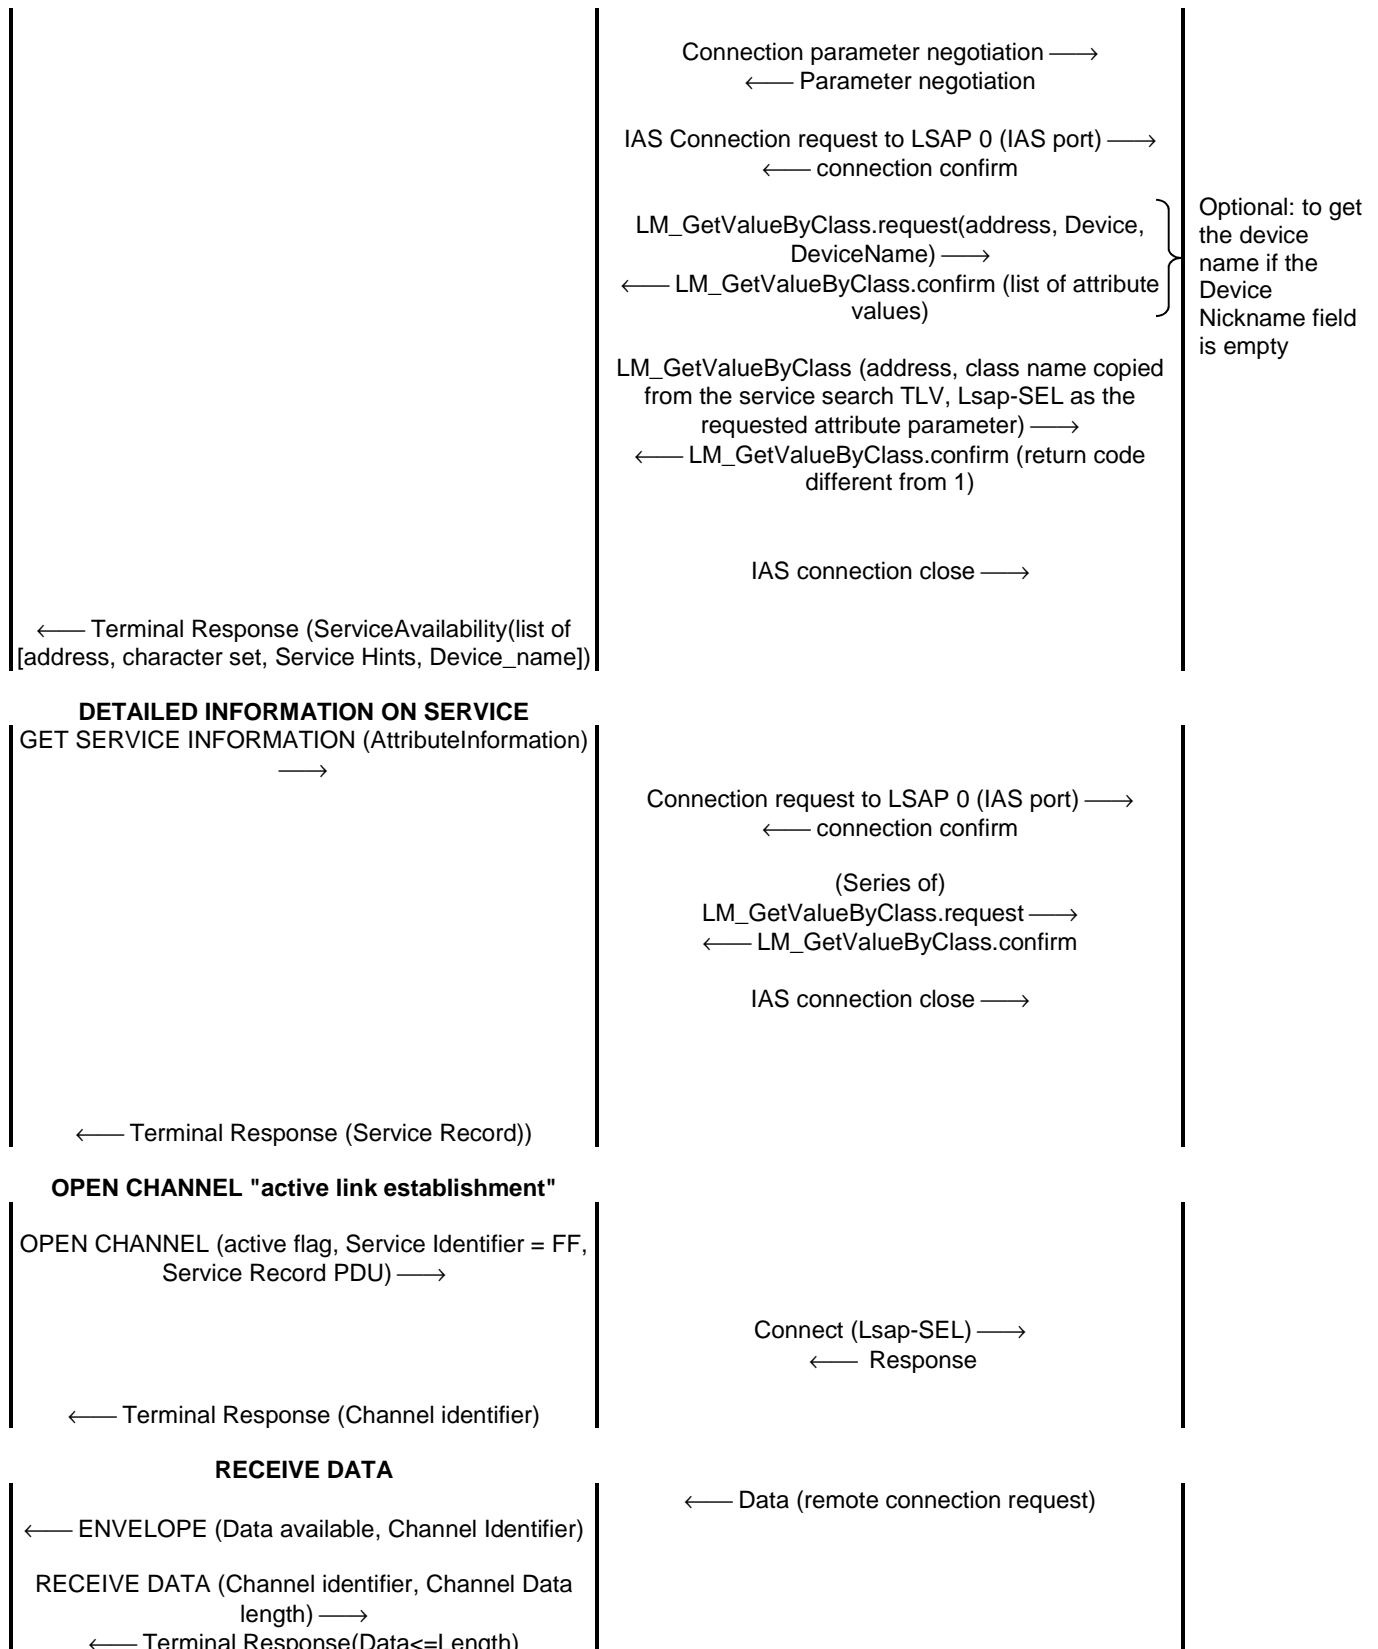 Connection parameter negotiation ⟶
⟵ Parameter negotiation
IAS Connection request to LSAP 0 (IAS port) ⟶
⟵ connection confirm
LM_GetValueByClass.request(address, Device,
DeviceName) ⟶
⟵ LM_GetValueByClass.confirm (list of attribute
values)
Optional: to get
the device
name if the
Device
Nickname field
is empty
LM_GetValueByClass (address, class name copied
from the service search TLV, Lsap-SEL as the
requested attribute parameter) ⟶
⟵ LM_GetValueByClass.confirm (return code
different from 1)
IAS connection close ⟶
⟵ Terminal Response (ServiceAvailability(list of
[address, character set, Service Hints, Device_name])
DETAILED INFORMATION ON SERVICE
GET SERVICE INFORMATION (AttributeInformation)
⟶
Connection request to LSAP 0 (IAS port) ⟶
⟵ connection confirm
(Series of)
LM_GetValueByClass.request ⟶
⟵ LM_GetValueByClass.confirm
IAS connection close ⟶
⟵ Terminal Response (Service Record))
OPEN CHANNEL "active link establishment"
OPEN CHANNEL (active flag, Service Identifier = FF,
Service Record PDU) ⟶
Connect (Lsap-SEL) ⟶
⟵ Response
⟵ Terminal Response (Channel identifier)
RECEIVE DATA
⟵ Data (remote connection request)
⟵ ENVELOPE (Data available, Channel Identifier)
RECEIVE DATA (Channel identifier, Channel Data
length) ⟶
⟵ Terminal Response(Data<=Length)